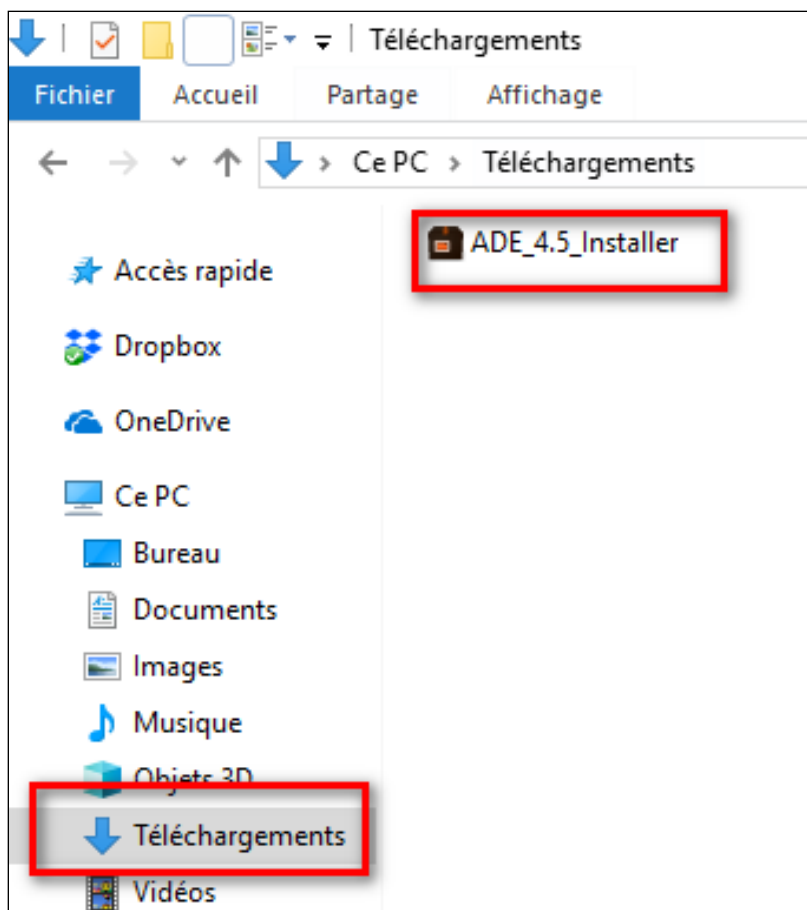 Téléchargements
Fichier Accueil Partage Affichage
Ce PC > Téléchargements
ADE_4.5_Installer
Accès rapide
Dropbox
OneDrive
Ce PC
Bureau
Documents
Images
Musique
Objets 3D
Téléchargements
Vidéos